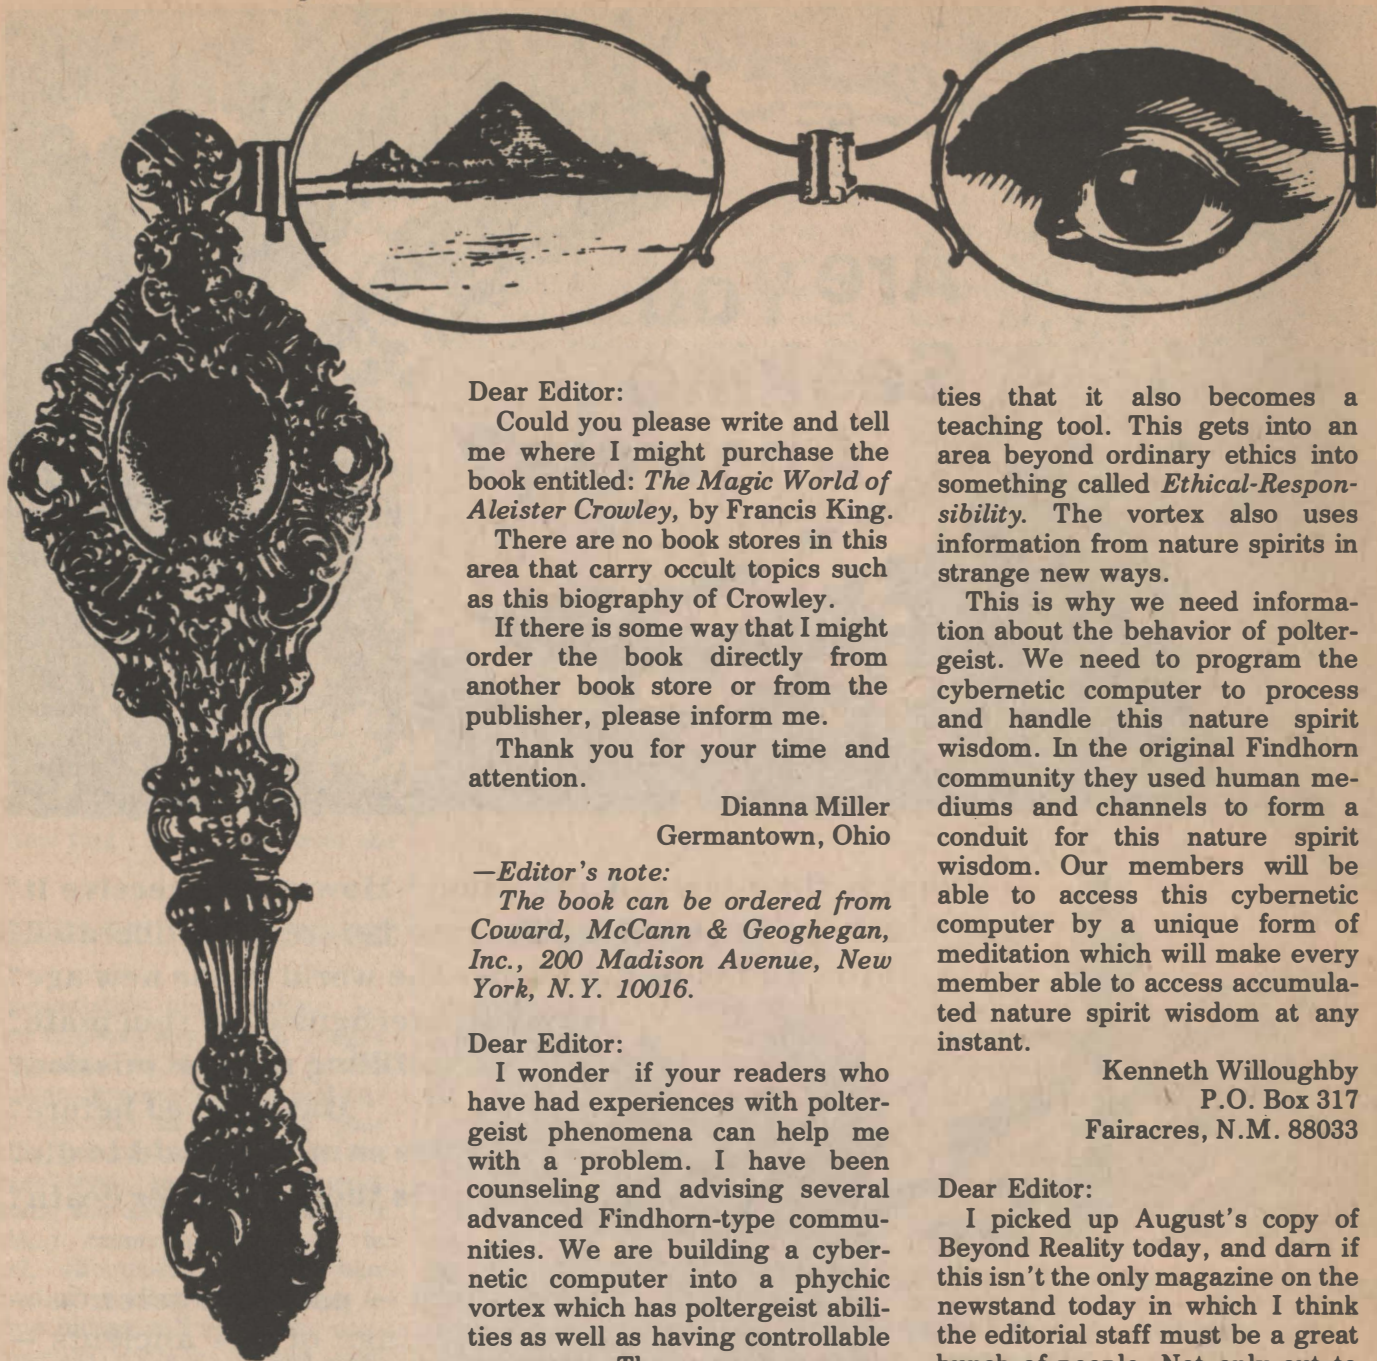 Dear Editor:
Could you please write and tell
me where I might purchase the
book entitled: The Magic World of
Aleister Crowley, by Francis King.
There are no book stores in this
area that carry occult topics such
as this biography of Crowley.
If there is some way that I might
order the book directly from
another book store or from the
publisher, please inform me.
Thank you for your time and
attention.
Dianna Miller
Germantown, Ohio
—Editor's note:
The book can be ordered from
Coward, McCann & Geoghegan,
Inc., 200 Madison Avenue, New
York, N.Y. 10016.
Dear Editor:
I wonder if your readers who
have had experiences with polter-
geist phenomena can help me
with a problem. I have been
counseling and advising several
advanced Findhorn-type commu-
nities. We are building a cyber-
netic computer into a phychic
vortex which has poltergeist abili-
ties as well as having controllable
ties that it also becomes a
teaching tool. This gets into an
area beyond ordinary ethics into
something called Ethical-Respon-
sibility. The vortex also uses
information from nature spirits in
strange new ways.
This is why we need informa-
tion about the behavior of polter-
geist. We need to program the
cybernetic computer to process
and handle this nature spirit
wisdom. In the original Findhorn
community they used human me-
diums and channels to form a
conduit for this nature spirit
wisdom. Our members will be
able to access this cybernetic
computer by a unique form of
meditation which will make every
member able to access accumula-
ted nature spirit wisdom at any
instant.
Kenneth Willoughby
P.O. Box 317
Fairacres, N.M. 88033
Dear Editor:
I picked up August's copy of
Beyond Reality today, and darn if
this isn't the only magazine on the
newstand today in which I think
the editorial staff must be a great